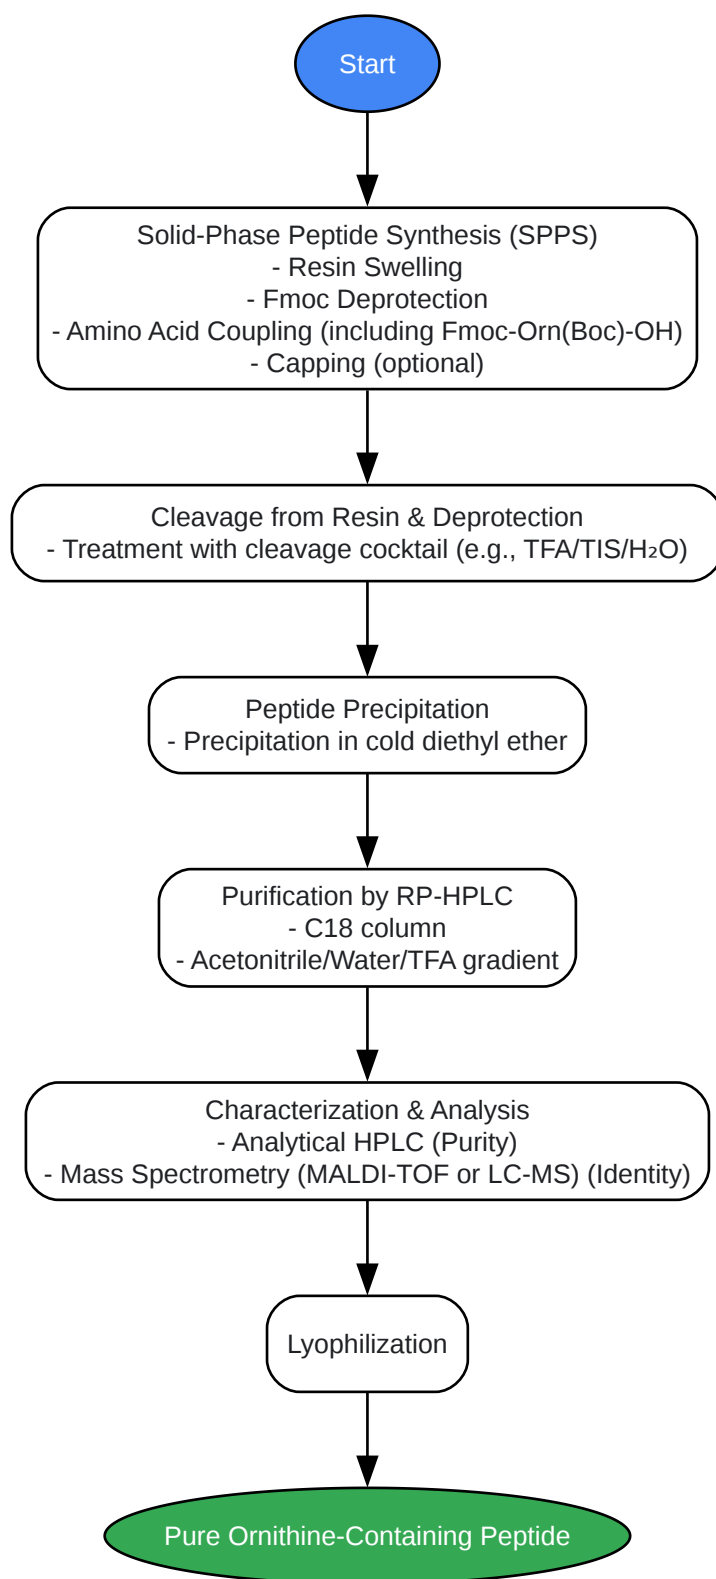 Start
Solid-Phase Peptide Synthesis (SPPS)
- Resin Swelling
- Fmoc Deprotection
- Amino Acid Coupling (including Fmoc-Orn(Boc)-OH)
- Capping (optional)
Cleavage from Resin & Deprotection
- Treatment with cleavage cocktail (e.g., TFA/TIS/H₂O)
Peptide Precipitation
- Precipitation in cold diethyl ether
Purification by RP-HPLC
- C18 column
- Acetonitrile/Water/TFA gradient
Characterization & Analysis
- Analytical HPLC (Purity)
- Mass Spectrometry (MALDI-TOF or LC-MS) (Identity)
Lyophilization
Pure Ornithine-Containing Peptide